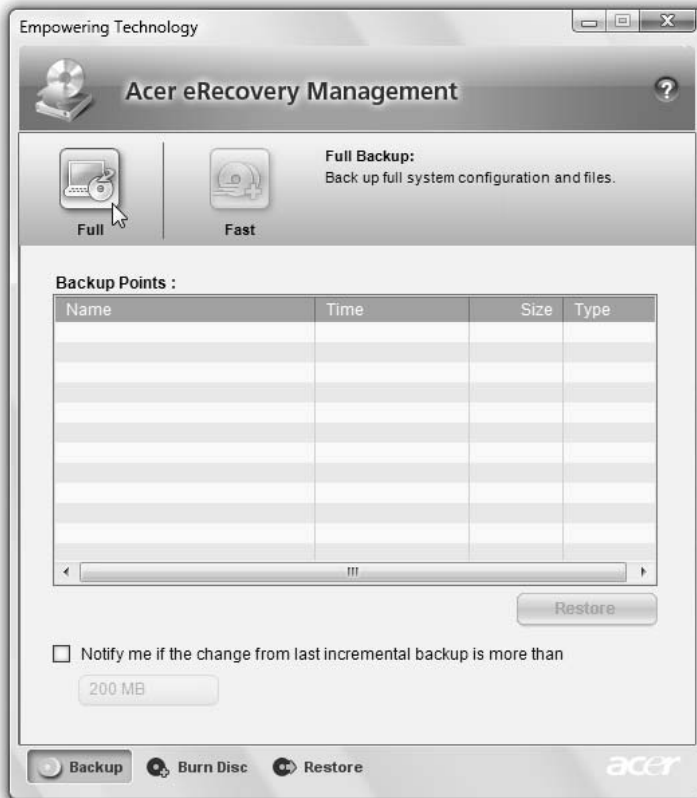 Empowering Technology
Acer eRecovery Management
?
Full
Fast
Full Backup:
Back up full system configuration and files.
Backup Points :
Name Time Size Type
Restore
Notify me if the change from last incremental backup is more than
200 MB
Backup Burn Disc Restore acer